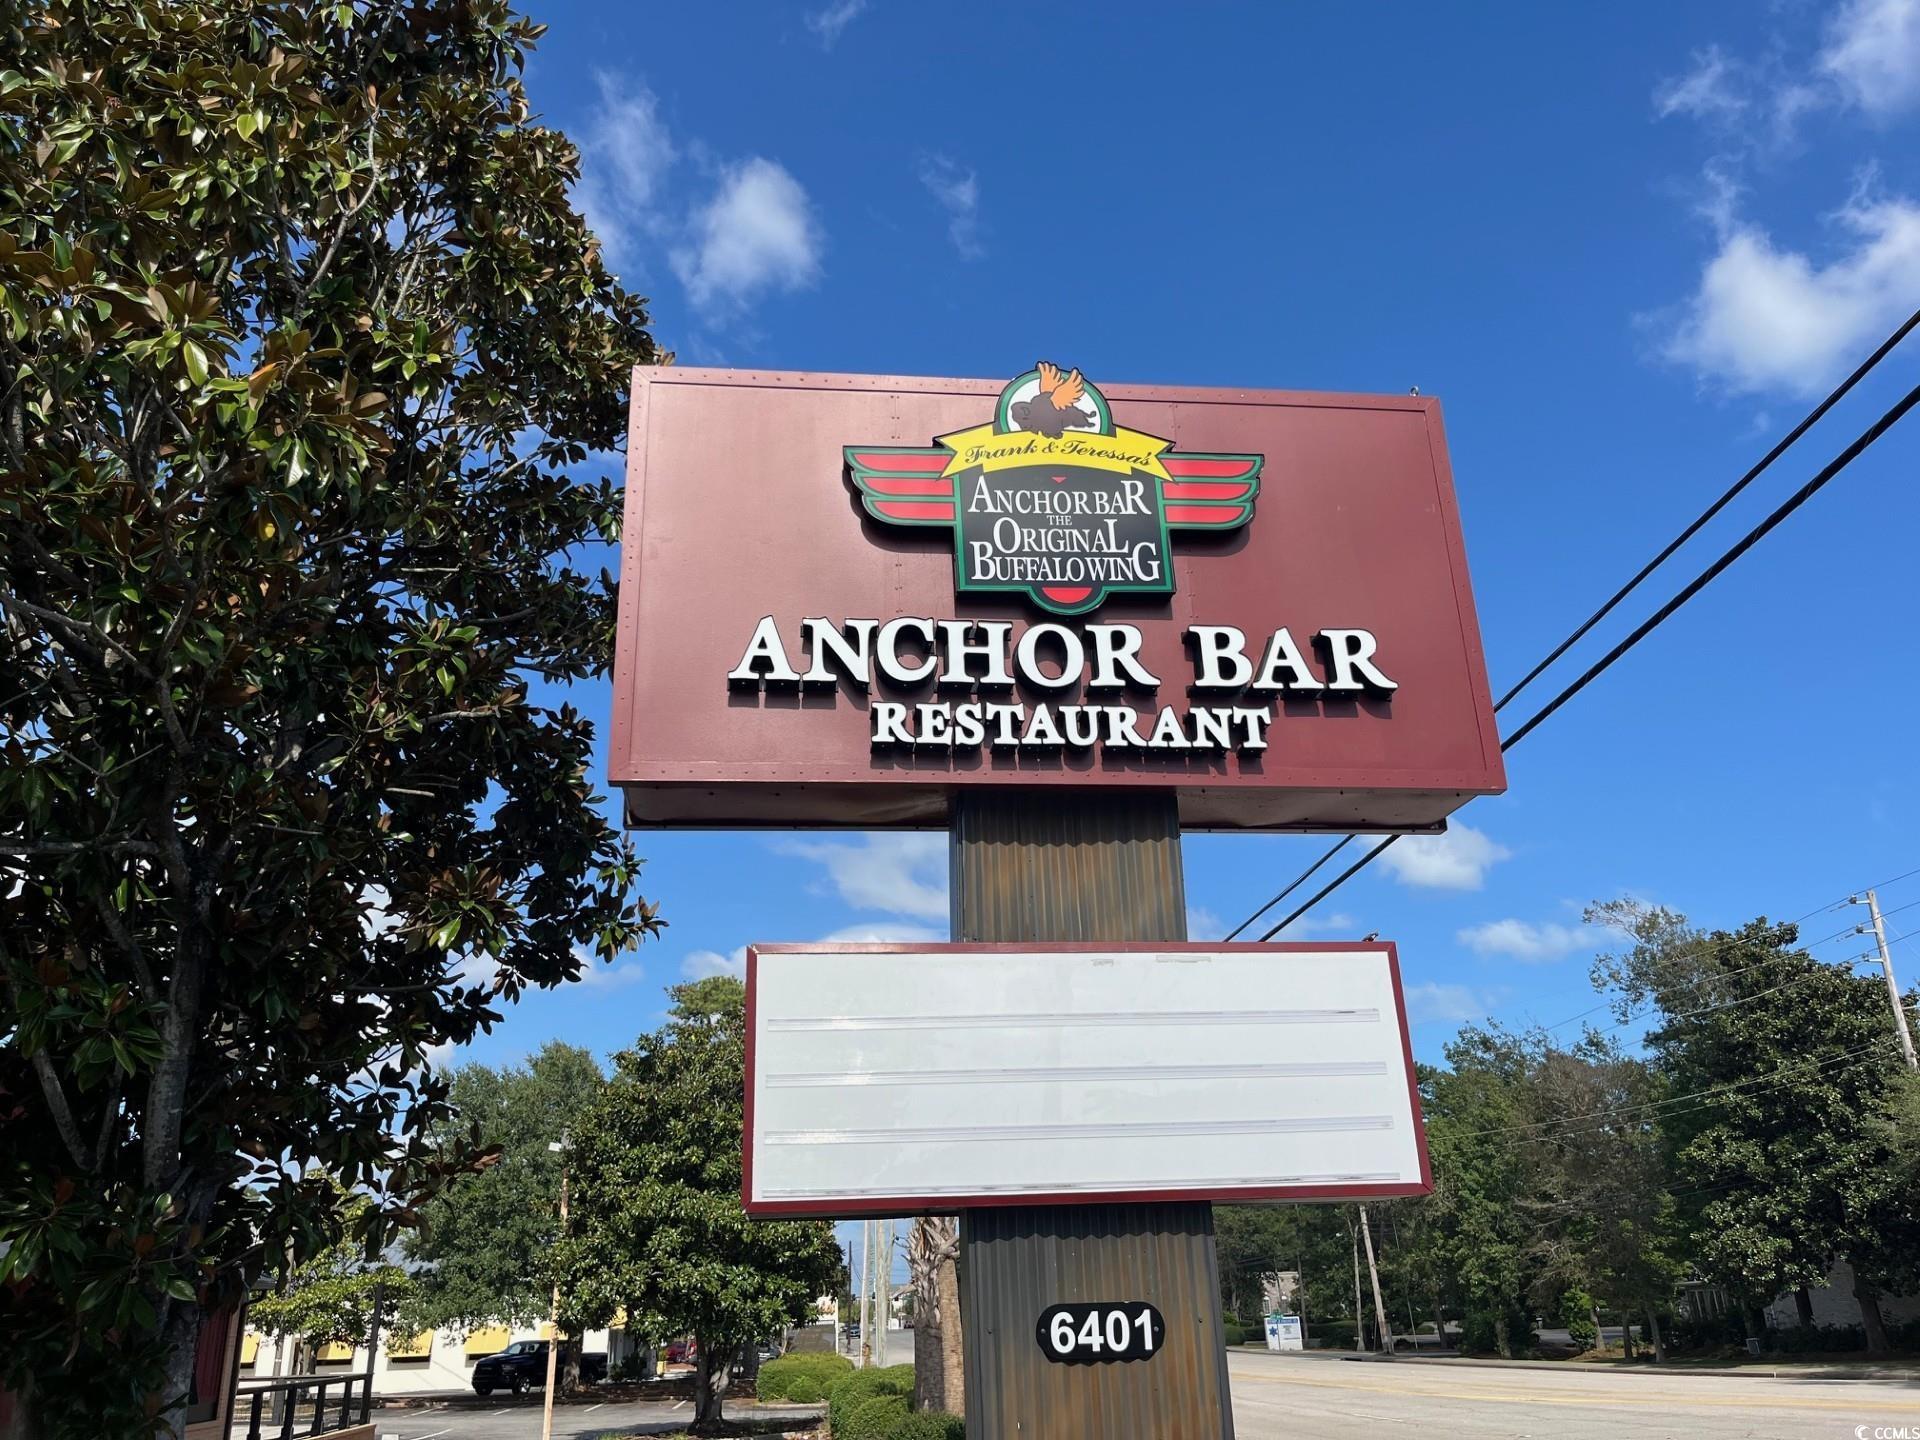 Frank & Teressa's
ANCHOR BAR
THE
ORIGINAL
BUFFALO WING
ANCHOR BAR
RESTAURANT
6401
CCMLS